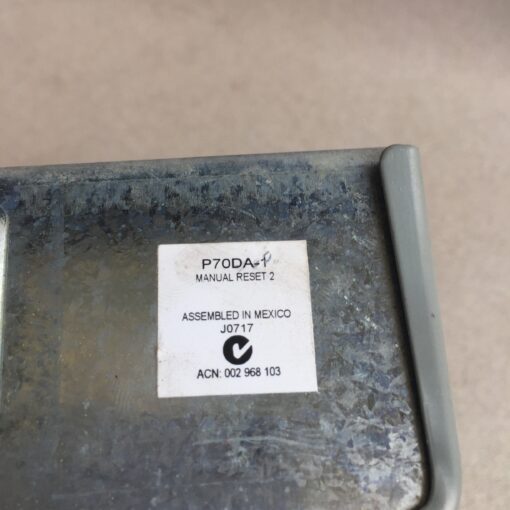 P70DA-1
MANUAL RESET 2
ASSEMBLED IN MEXICO
J0717
ACN: 002 968 103